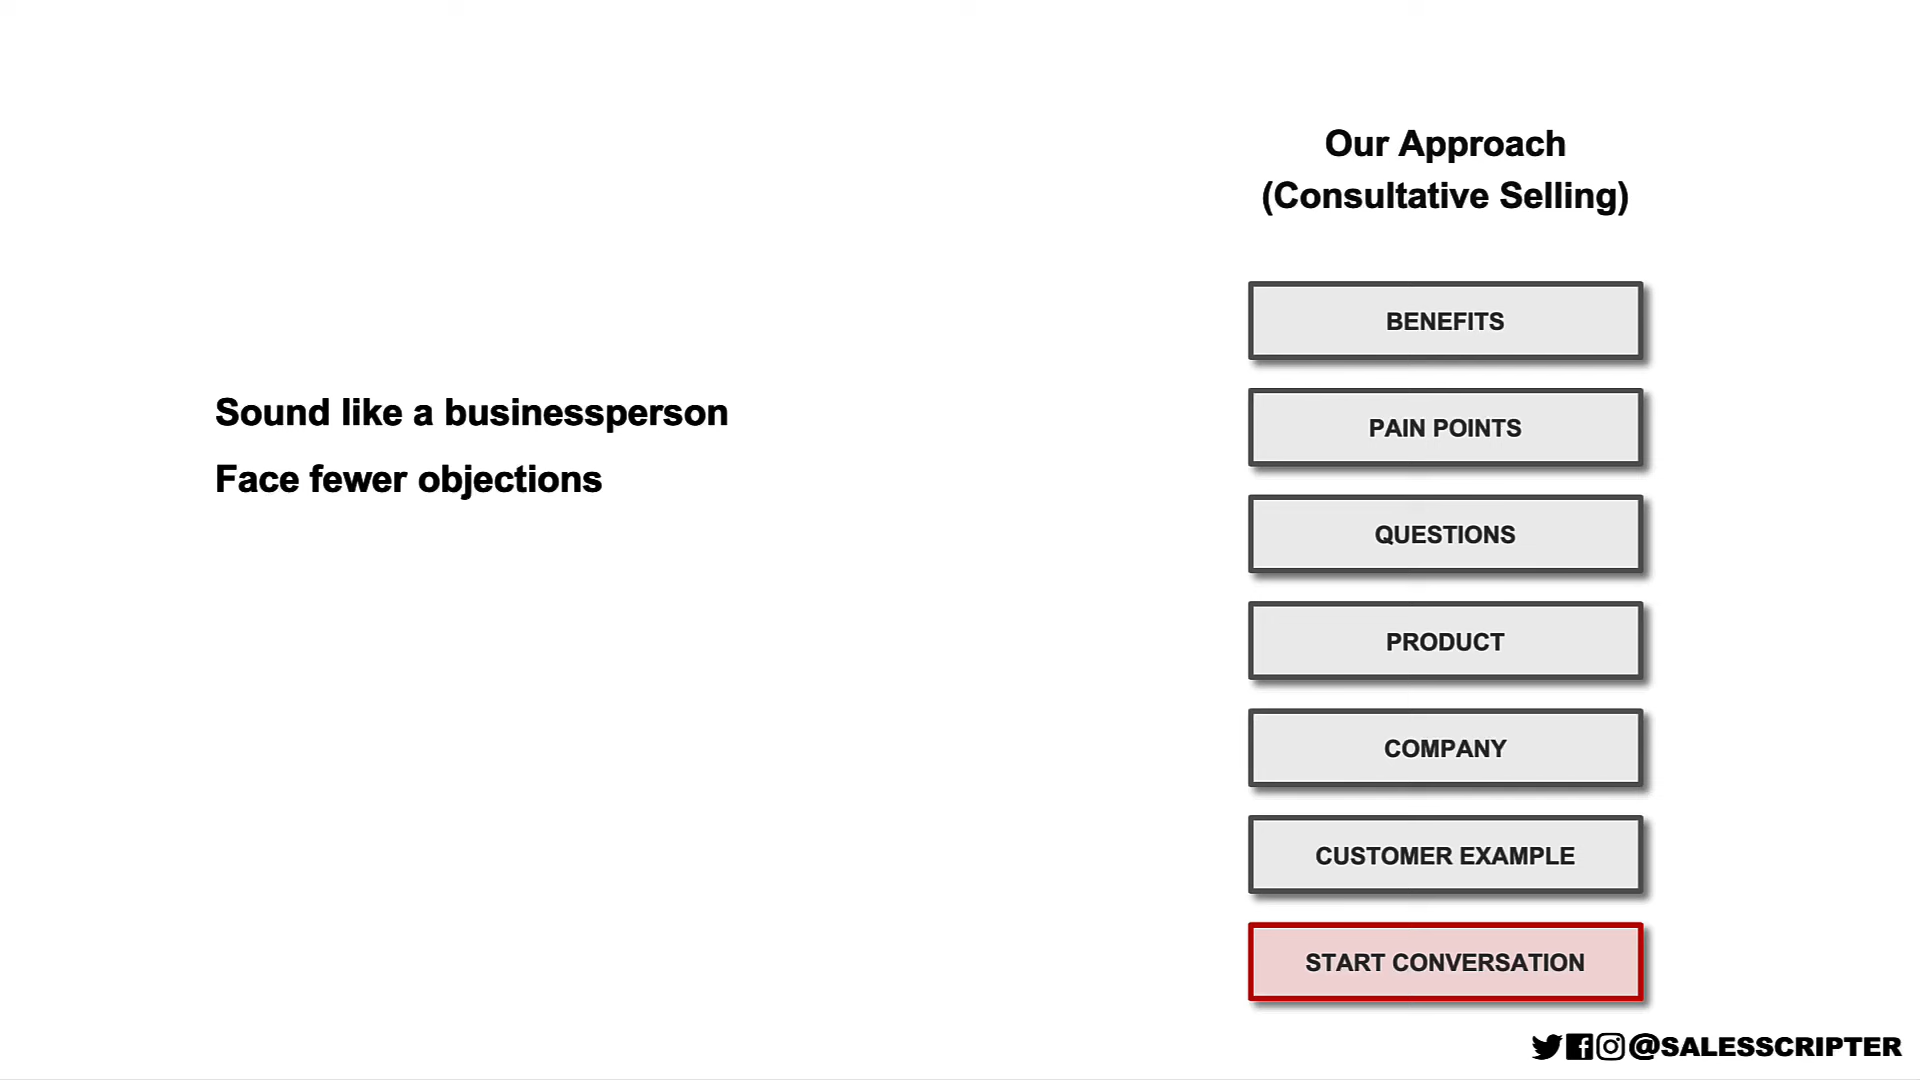 Sound like a businessperson
Face fewer objections
Our Approach
(Consultative Selling)
BENEFITS
PAIN POINTS
QUESTIONS
PRODUCT
COMPANY
CUSTOMER EXAMPLE
START CONVERSATION
@SALESSCRIPTER